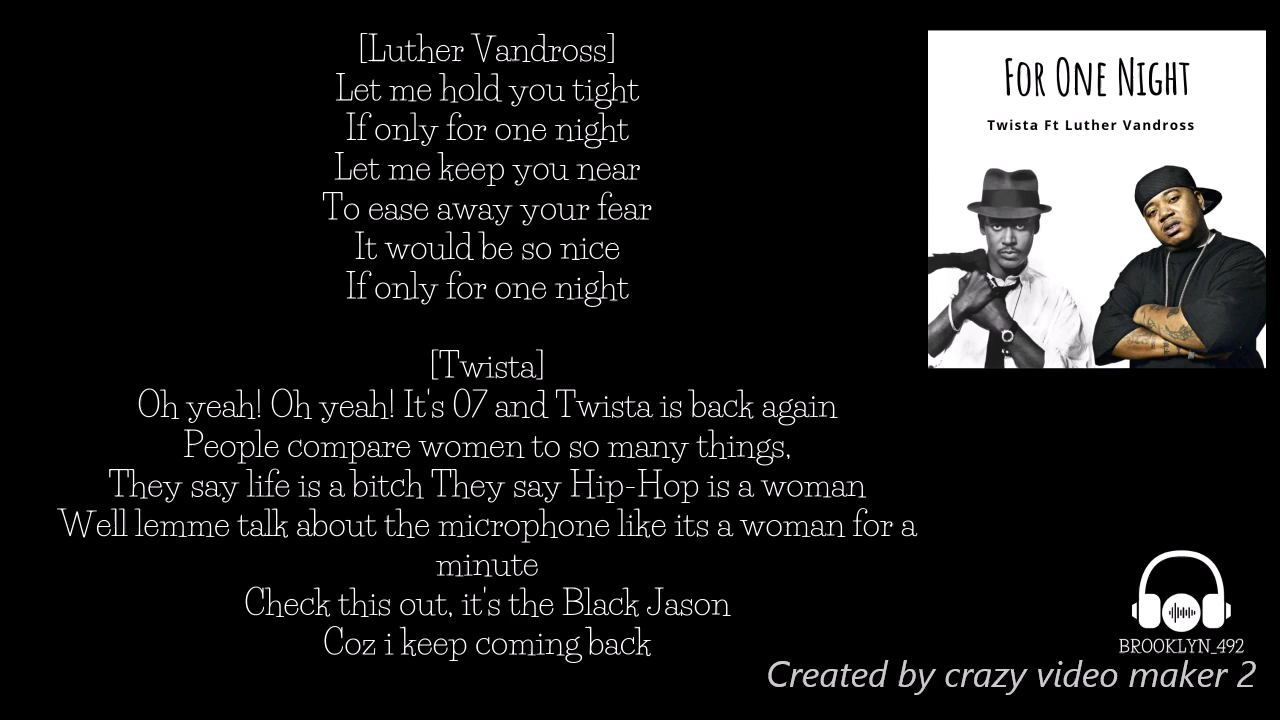 [Luther Vandross]
Let me hold you tight
If only for one night
Let me keep you near
To ease away your fear
It would be so nice
If only for one night
[Twista]
Oh yeah! Oh yeah! It's 07 and Twista is back again
People compare women to so many things,
They say life is a bitch They say Hip-Hop is a woman
Well lemme talk about the microphone like its a woman for a
minute
Check this out, it's the Black Jason
Coz i keep coming back
For One Night
Twista Ft Luther Vandross
BROOKLYN_492
Created by crazy video maker 2